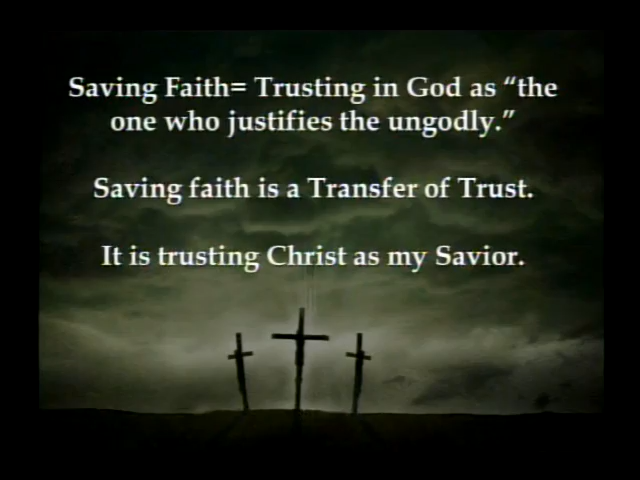 Saving Faith= Trusting in God as “the
one who justifies the ungodly.”
Saving faith is a Transfer of Trust.
It is trusting Christ as my Savior.